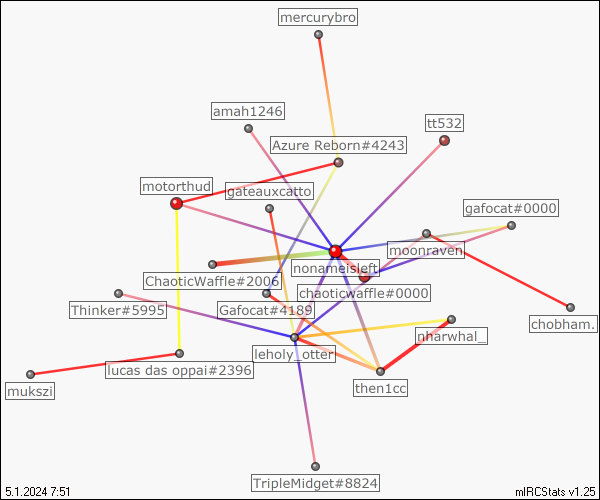 mercurybro
amah1246
tt532
Azure Reborn#4243
motorthud
gateauxcatto
gafocat#0000
moonraven
nonameisleft
ChaoticWaffle#2006
chaoticwaffle#0000
Thinker#5995
Gafocat#4189
chobham.
nharwhal_
leholy_otter
lucas das oppai#2396
then1cc
mukszi
TripleMidget#8824
5.1.2024 7:51
mIRCStats v1.25